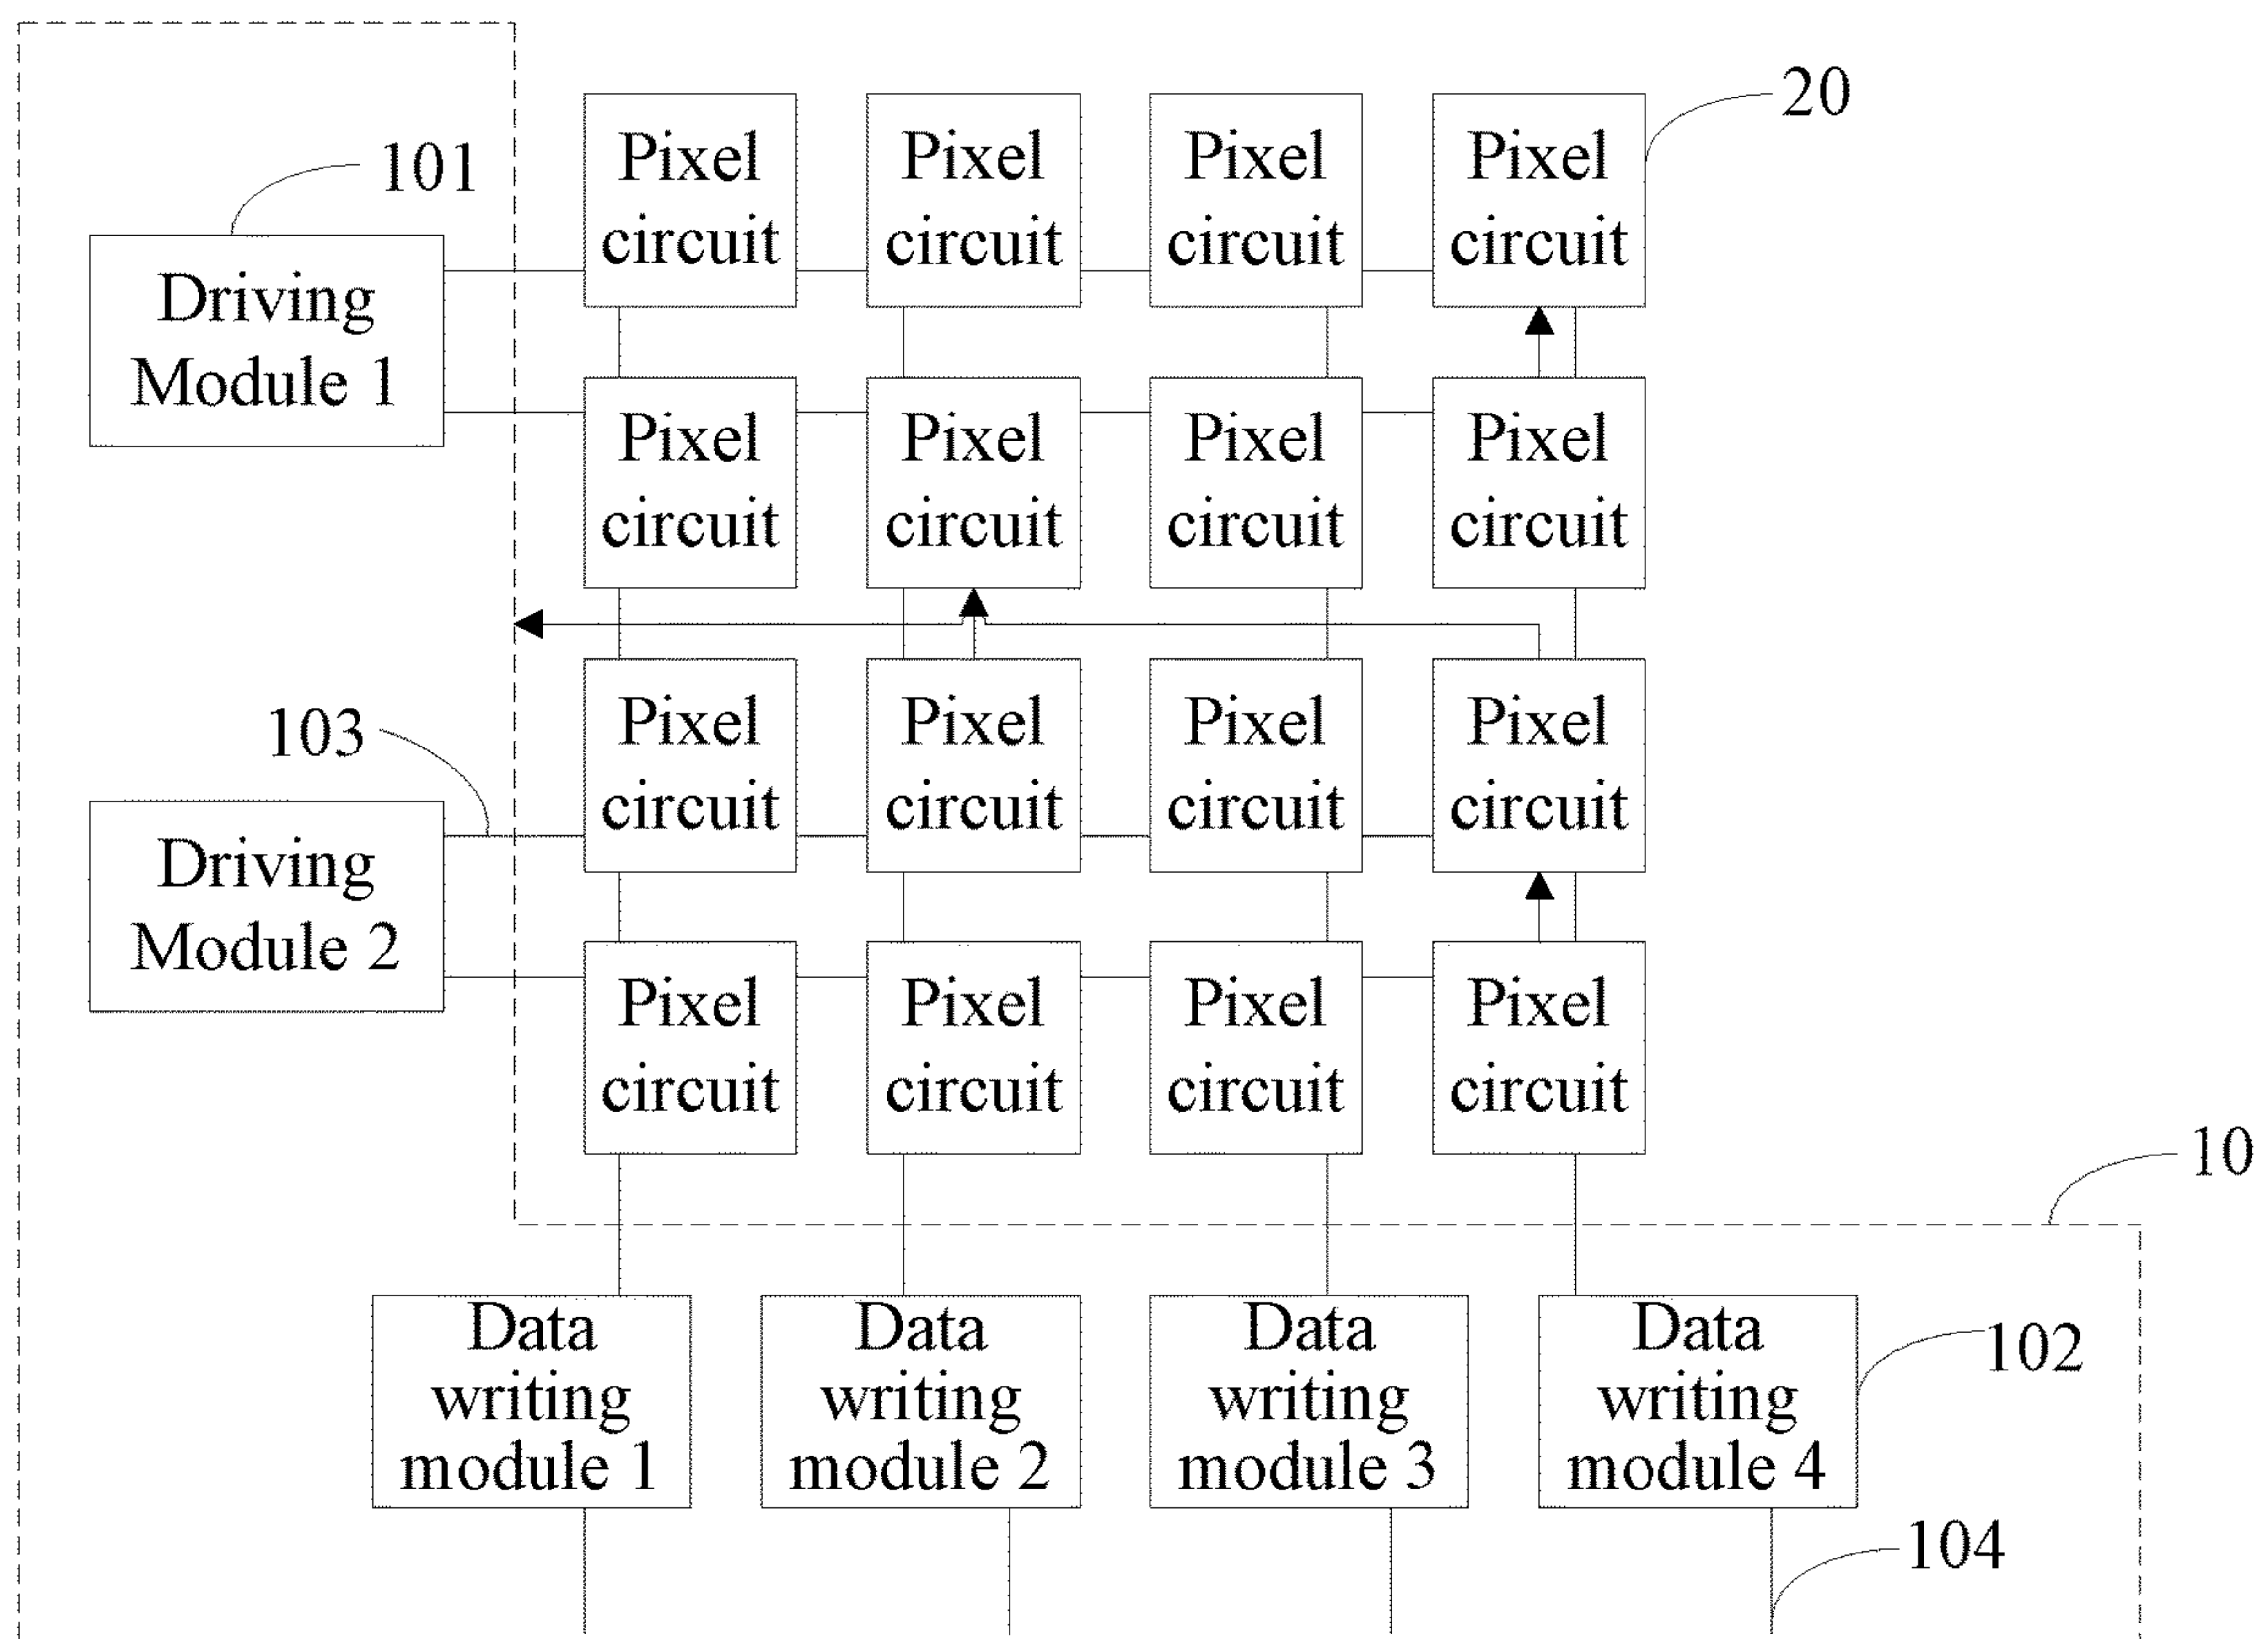 20
Pixel
circuit
Pixel
circuit
Pixel
circuit
Pixel
circuit
101
Driving
Module 1
Pixel
circuit
Pixel
circuit
Pixel
circuit
Pixel
circuit
103
Pixel
circuit
Pixel
circuit
Pixel
circuit
Pixel
circuit
Driving
Module 2
Pixel
circuit
Pixel
circuit
Pixel
circuit
Pixel
circuit
10
Data
writing
module 1
Data
writing
module 2
Data
writing
module 3
Data
writing
module 4
102
104